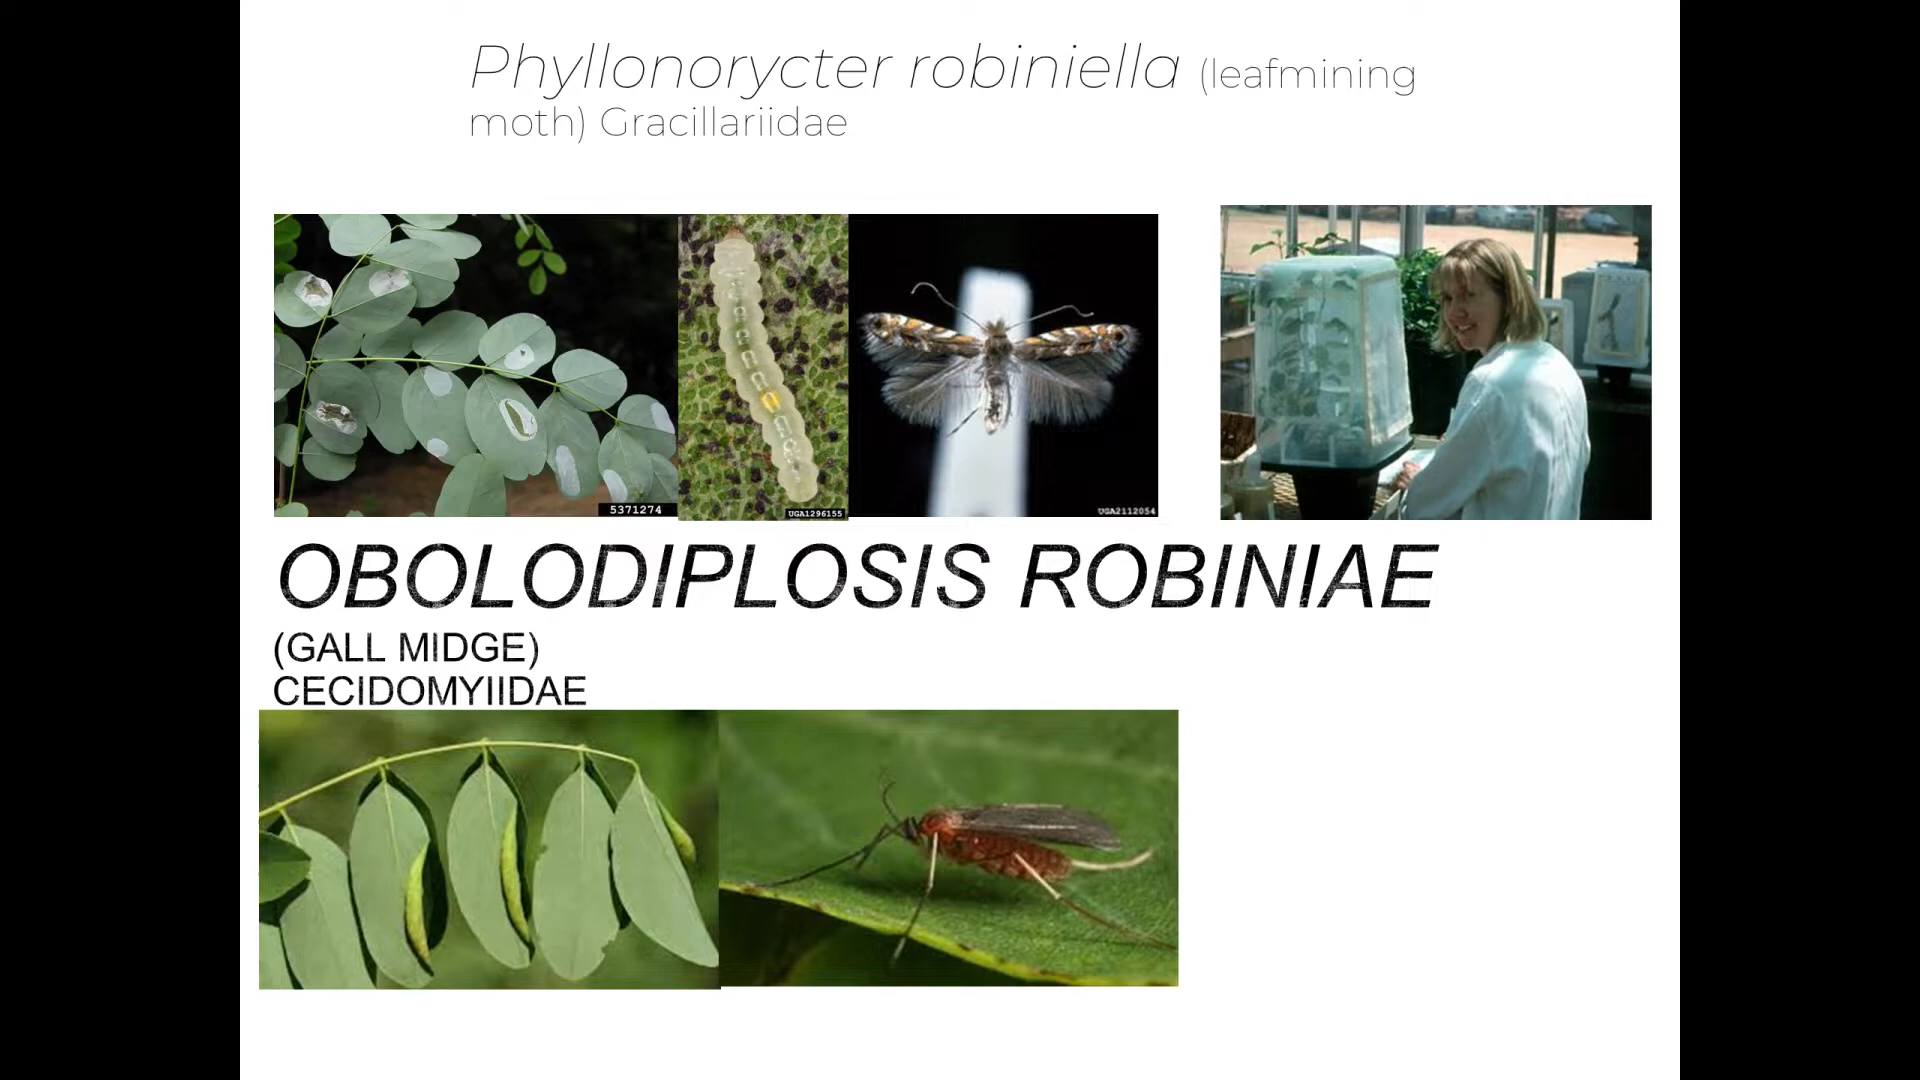 Phyllonorycter robiniella (leafmining
moth) Gracillariidae
5371274
UGA1296155
UGA2112054
OBOLODIPLOSIS ROBINIAE
(GALL MIDGE)
CECIDOMYIIDAE